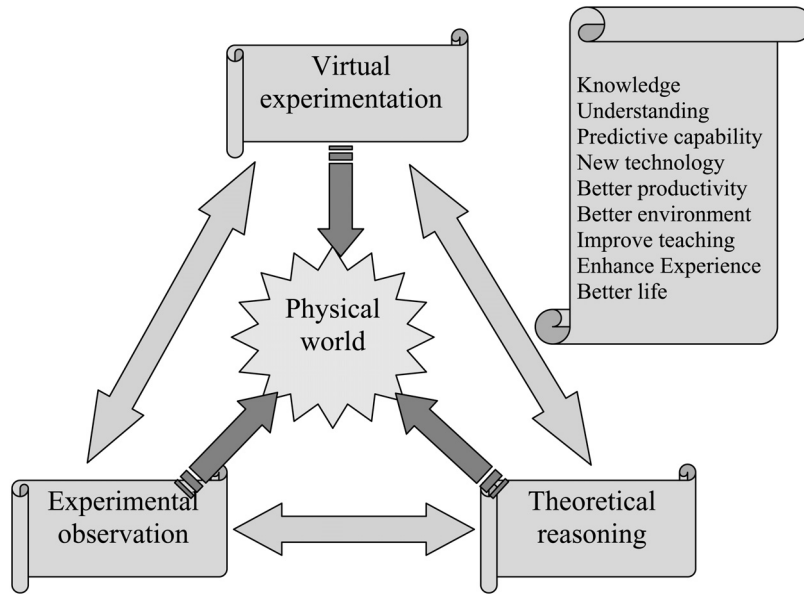 Virtual
experimentation
Knowledge
Understanding
Predictive capability
New technology
Better productivity
Better environment
Improve teaching
Enhance Experience
Better life
Physical
world
Experimental
observation
Theoretical
reasoning